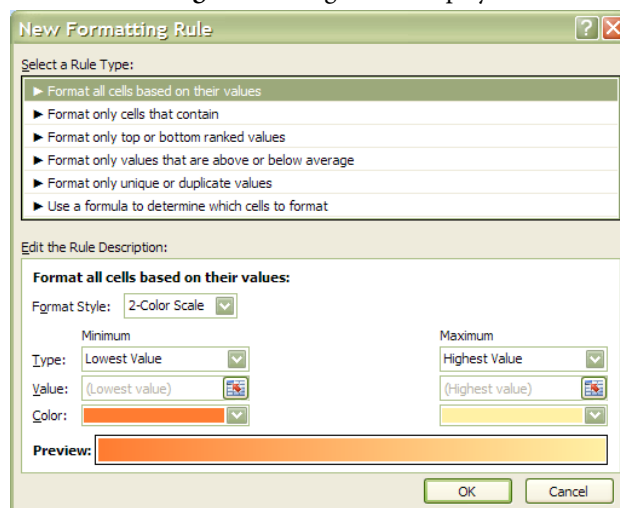 New Formatting Rule
Select a Rule Type:
► Format all cells based on their values
► Format only cells that contain
► Format only top or bottom ranked values
► Format only values that are above or below average
► Format only unique or duplicate values
► Use a formula to determine which cells to format
Edit the Rule Description:
Format all cells based on their values:
Format Style: 2-Color Scale
Minimum Maximum
Type: Lowest Value Highest Value
Value: (Lowest value) (Highest value)
Color:
Preview:
OK Cancel